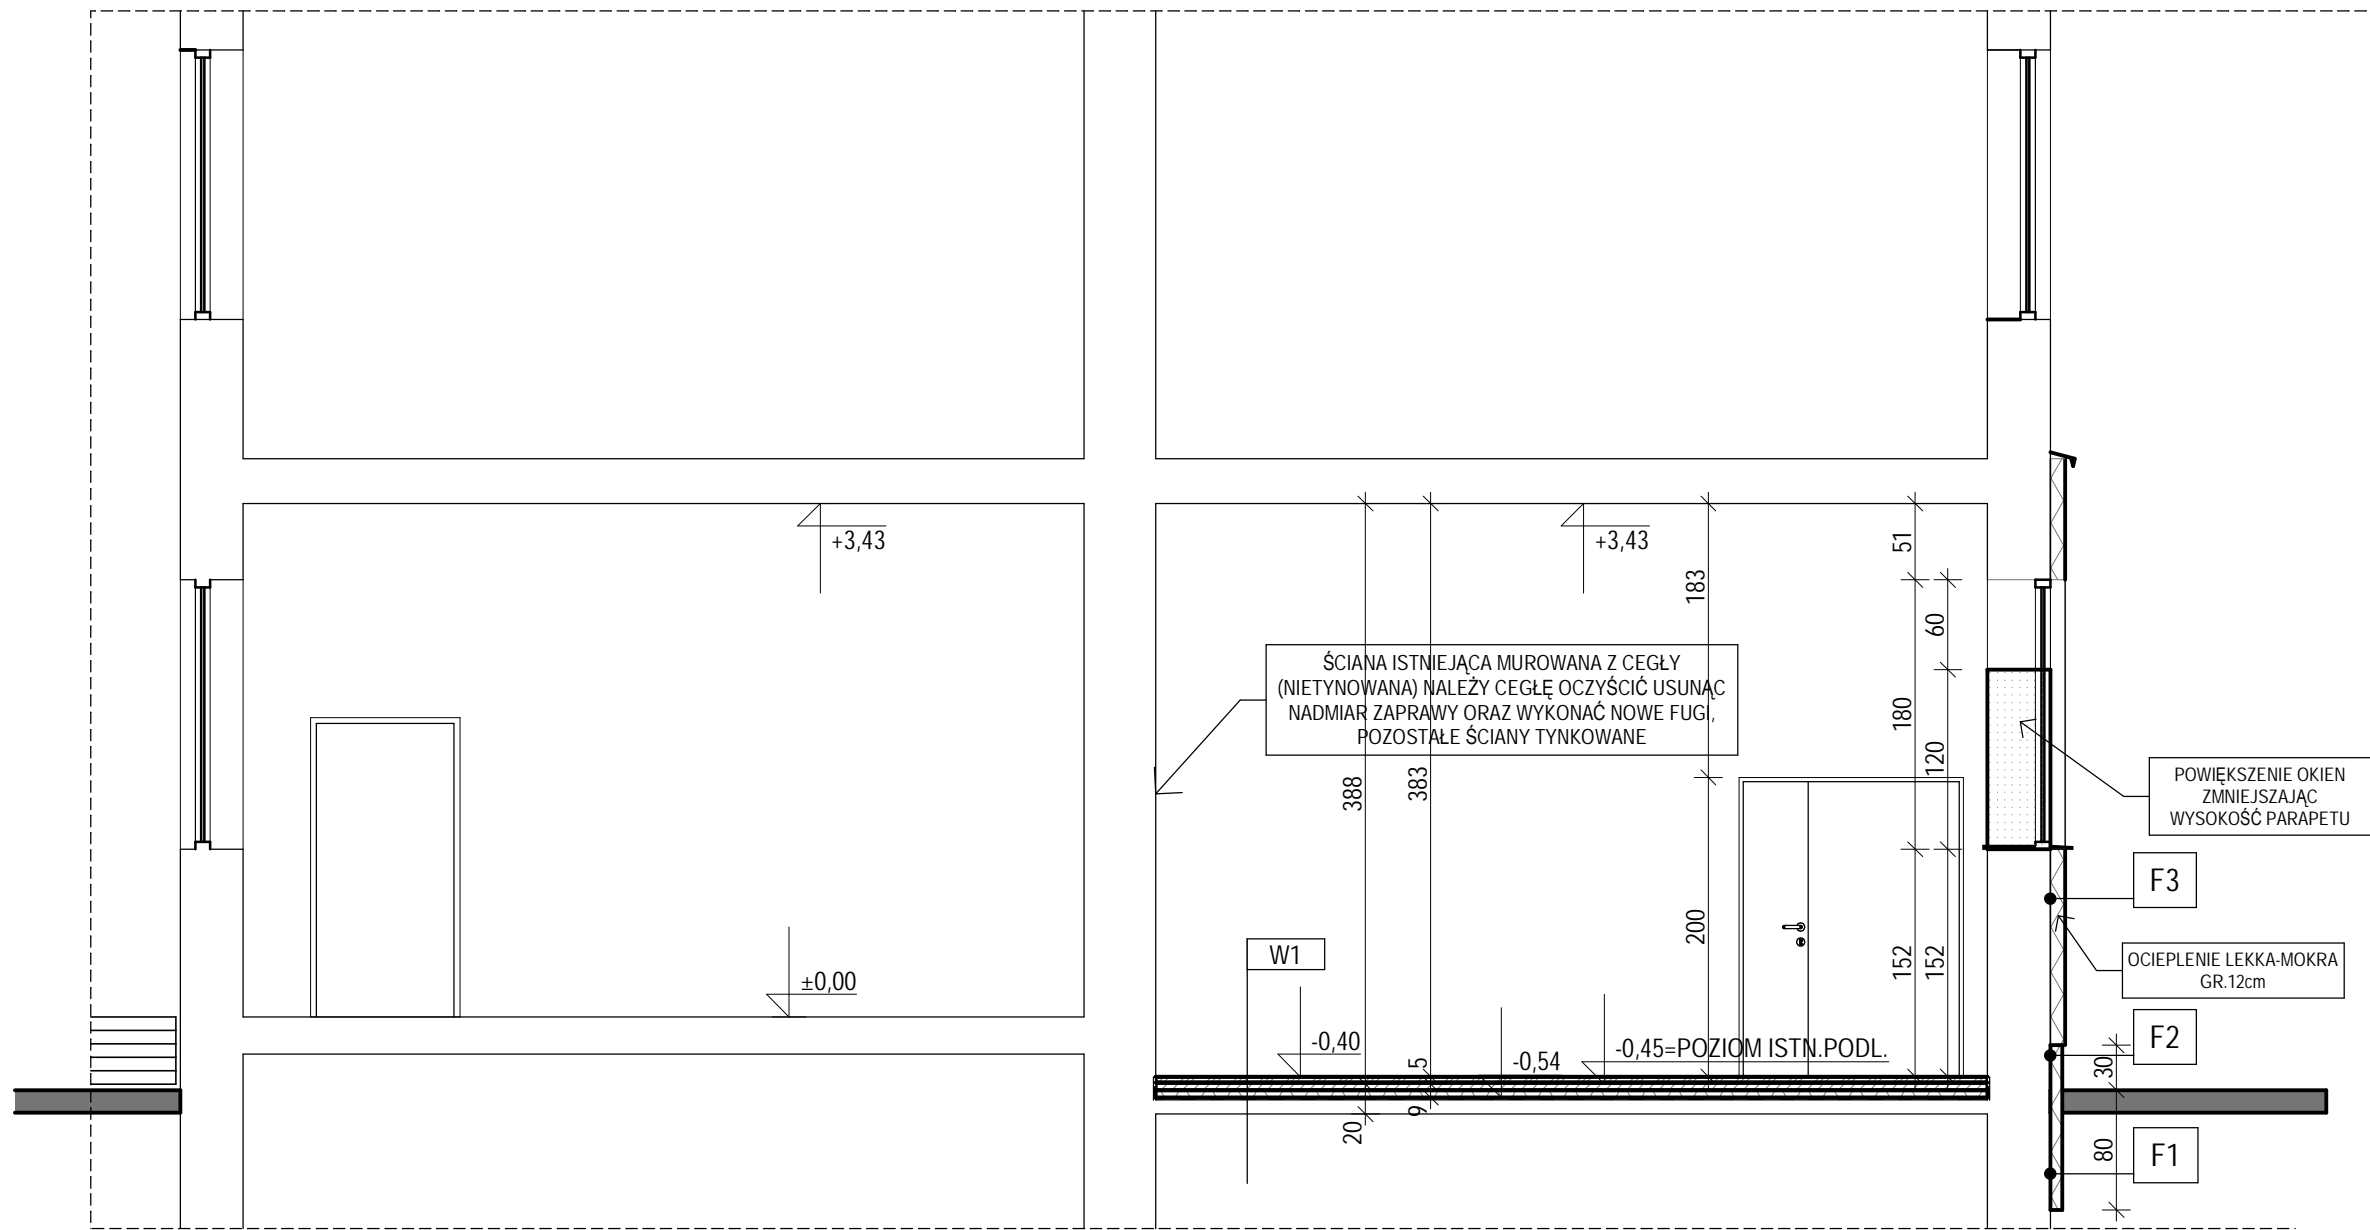 +3,43
+3,43
51
183
60
ŚCIANA ISTNIEJĄCA MUROWANA Z CEGŁY
(NIETYNOWANA) NALEŻY CEGŁĘ OCZYŚCIĆ USUNĄC
NADMIAR ZAPRAWY ORAZ WYKONAĆ NOWE FUGI,
POZOSTAŁE ŚCIANY TYNKOWANE
180
120
388
383
POWIĘKSZENIE OKIEN
ZMNIEJSZAJĄC
WYSOKOŚĆ PARAPETU
F3
200
W1
152
152
OCIEPLENIE LEKKA-MOKRA
GR.12cm
±0,00
F2
-0,40
5
-0,54
-0,45=POZIOM ISTN.PODL.
30
9
20
80
F1